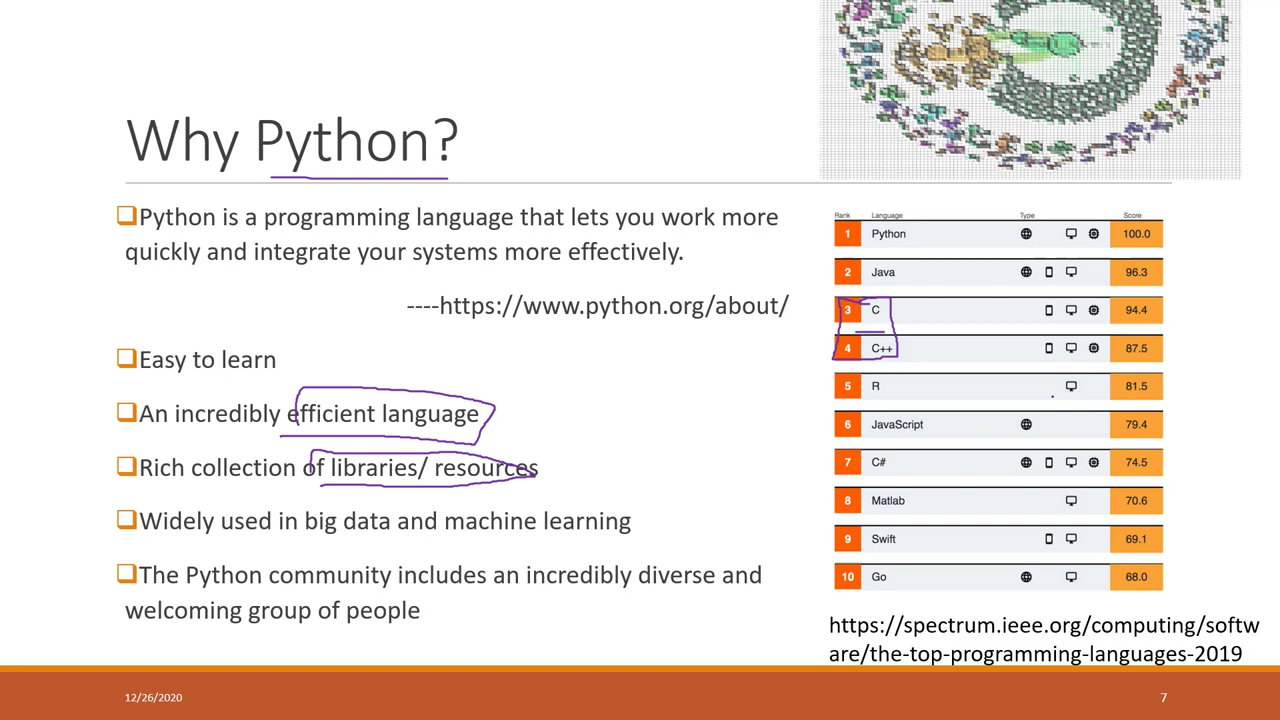 Why Python?
❑Python is a programming language that lets you work more
quickly and integrate your systems more effectively.
----https://www.python.org/about/
❑Easy to learn
❑An incredibly efficient language
❑Rich collection of libraries/ resources
❑Widely used in big data and machine learning
❑The Python community includes an incredibly diverse and
welcoming group of people
Rank Language Type Score
1 Python 100.0
2 Java 96.3
3 C 94.4
4 C++ 87.5
5 R 81.5
6 JavaScript 79.4
7 C# 74.5
8 Matlab 70.6
9 Swift 69.1
10 Go 68.0
https://spectrum.ieee.org/computing/softw
are/the-top-programming-languages-2019
12/26/2020
7